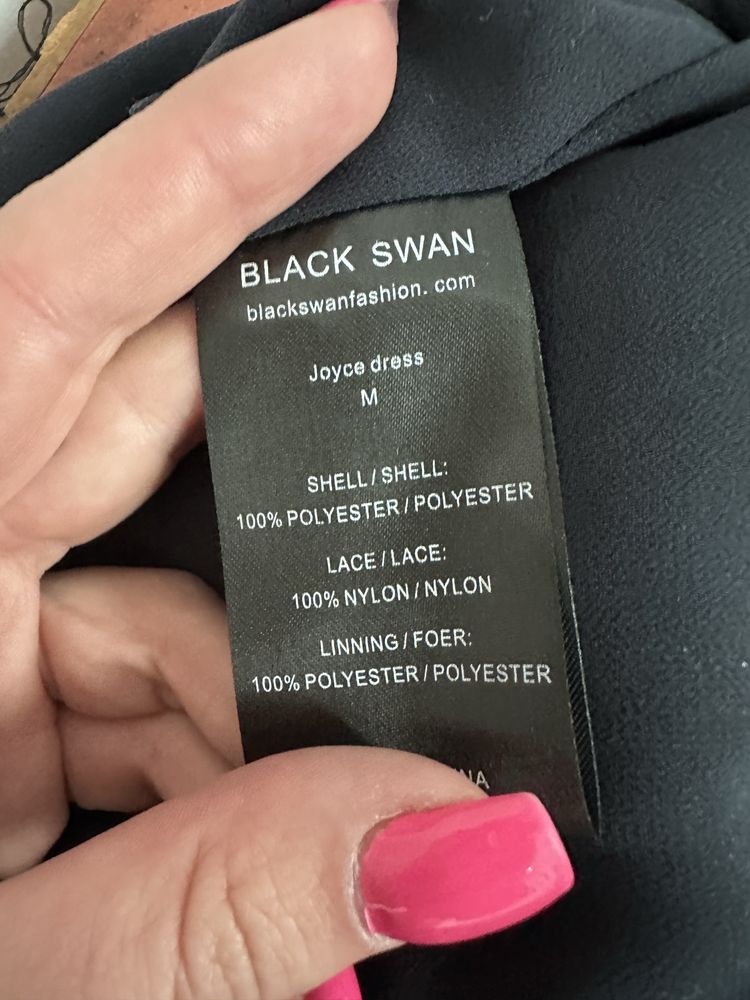 BLACK SWAN
blackswanfashion. com
Joyce dress
M
SHELL / SHELL:
100% POLYESTER / POLYESTER
LACE / LACE:
100% NYLON / NYLON
LINNING / FOER:
100% POLYESTER / POLYESTER